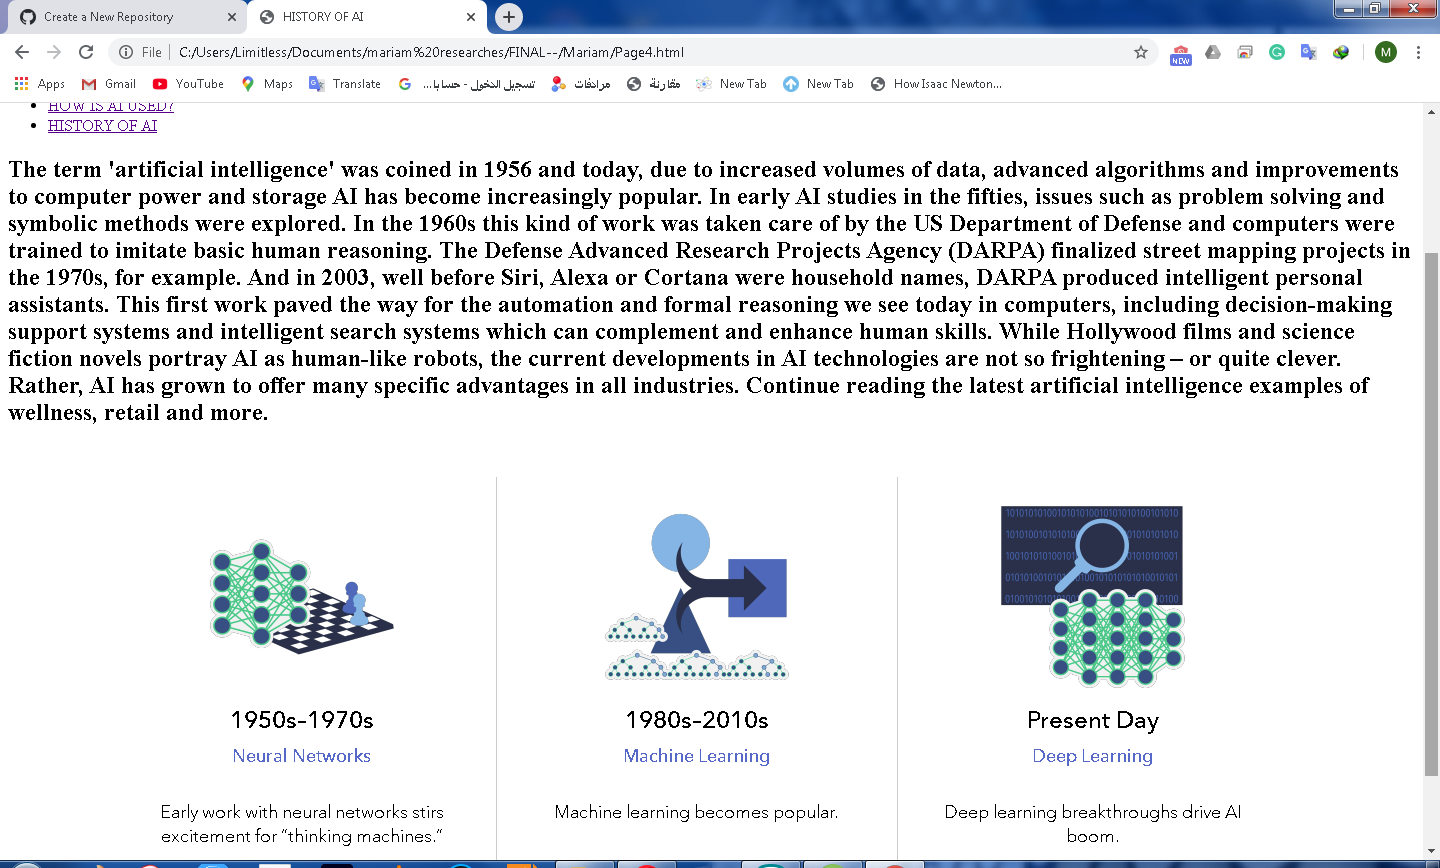 Create a New Repository
HISTORY OF AI
File
C:/Users/Limitless/Documents/mariam%20researches/FINAL--/Mariam/Page4.html
NEW
M
Apps
Gmail
YouTube
Maps
Translate
تسجيل الدخول - حسابا...
مرادفات
مقارنة
New Tab
New Tab
How Isaac Newton...
HOW IS AI USED?
HISTORY OF AI
The term 'artificial intelligence' was coined in 1956 and today, due to increased volumes of data, advanced algorithms and improvements
to computer power and storage AI has become increasingly popular. In early AI studies in the fifties, issues such as problem solving and
symbolic methods were explored. In the 1960s this kind of work was taken care of by the US Department of Defense and computers were
trained to imitate basic human reasoning. The Defense Advanced Research Projects Agency (DARPA) finalized street mapping projects in
the 1970s, for example. And in 2003, well before Siri, Alexa or Cortana were household names, DARPA produced intelligent personal
assistants. This first work paved the way for the automation and formal reasoning we see today in computers, including decision-making
support systems and intelligent search systems which can complement and enhance human skills. While Hollywood films and science
fiction novels portray AI as human-like robots, the current developments in AI technologies are not so frightening – or quite clever.
Rather, AI has grown to offer many specific advantages in all industries. Continue reading the latest artificial intelligence examples of
wellness, retail and more.
1950s–1970s
Neural Networks
Early work with neural networks stirs
excitement for “thinking machines.”
1980s–2010s
Machine Learning
Machine learning becomes popular.
Present Day
Deep Learning
Deep learning breakthroughs drive AI
boom.